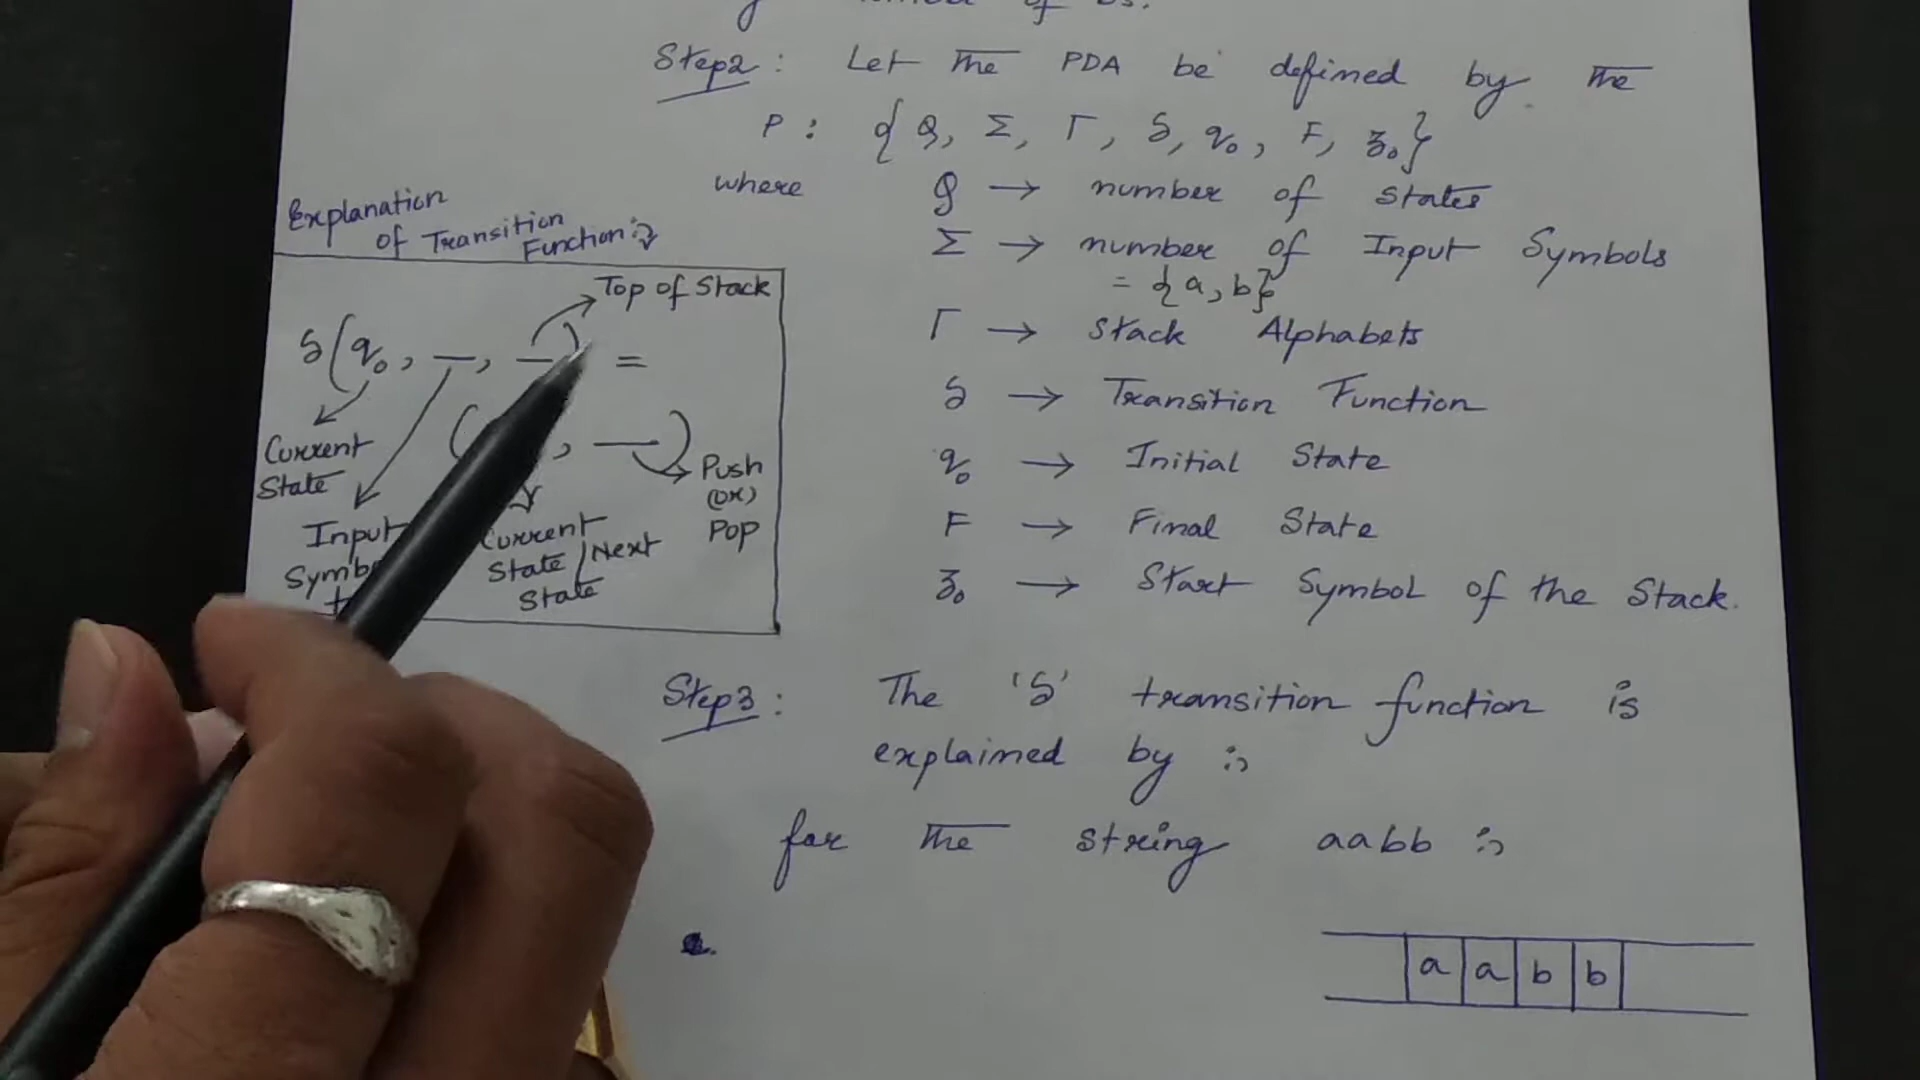 Step2: Let the PDA be defined by the
P: {Q, Σ, Γ, δ, q₀, F, z₀}
where Q → number of states
Σ → number of Input Symbols
= {a, b}
Γ → Stack Alphabets
δ → Transition Function
q₀ → Initial State
F → Final State
z₀ → Start Symbol of the Stack.
Explanation
of Transition
Function:
Top of Stack
δ(q₀, —, —) =
( , —)
Current
State
Input
Current
State/Next
State
Push
(or)
Pop
Step3: The 'δ' transition function is
explained by :
for the string aabb :
a a b b